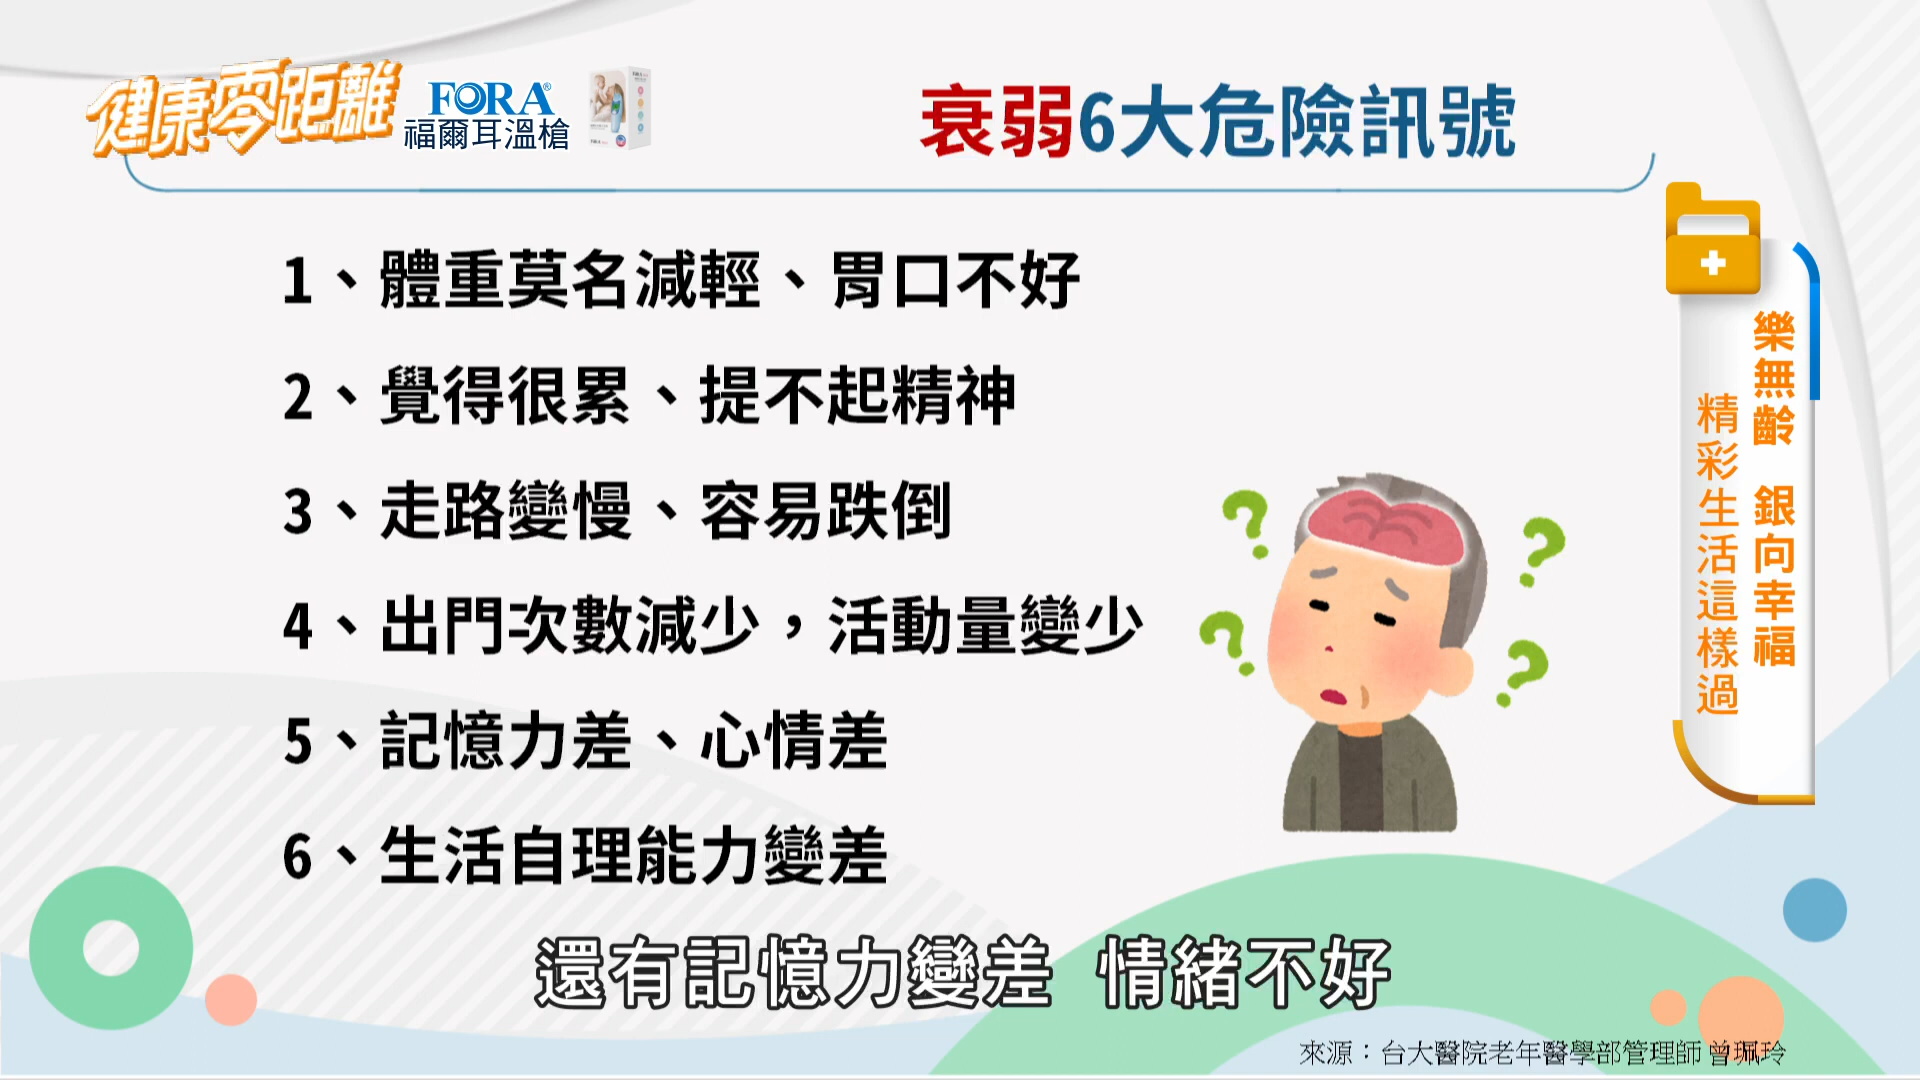 健康零距離
FORA®
福爾耳溫槍
衰弱6大危險訊號
1、體重莫名減輕、胃口不好
2、覺得很累、提不起精神
3、走路變慢、容易跌倒
4、出門次數減少，活動量變少
5、記憶力差、心情差
6、生活自理能力變差
樂無齡 銀向幸福
精彩生活這樣過
還有記憶力變差 情緒不好
來源：台大醫院老年醫學部管理師 曾珮玲